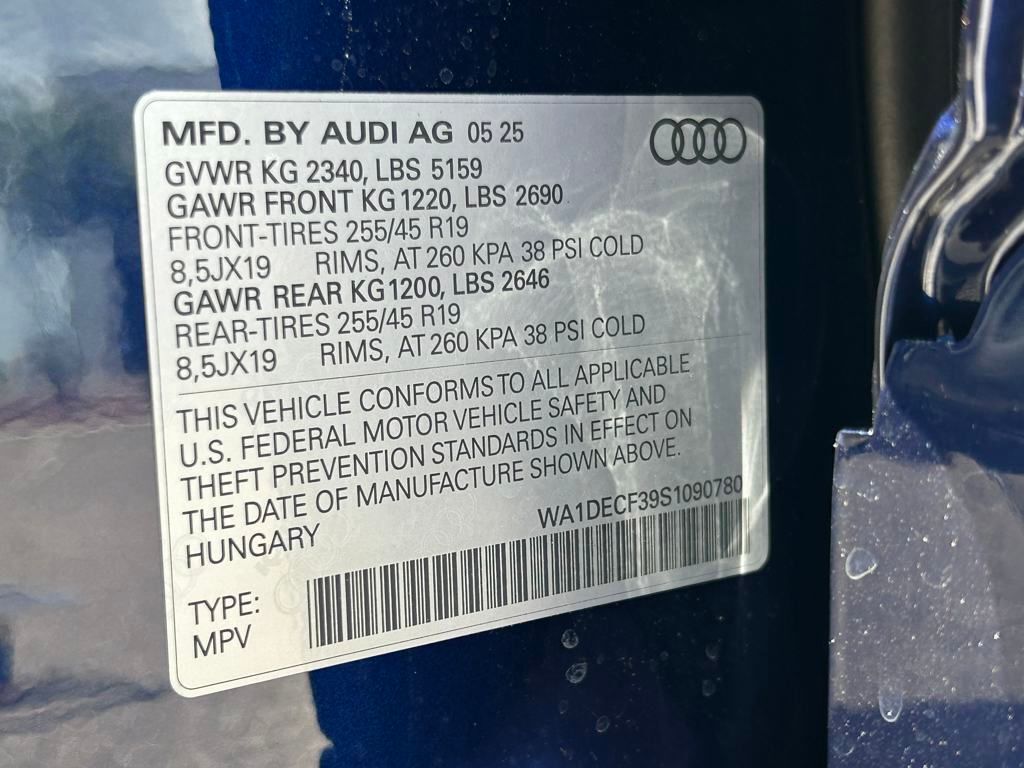 MFD. BY AUDI AG 05 25
GVWR KG 2340, LBS 5159
GAWR FRONT KG 1220, LBS 2690
FRONT-TIRES 255/45 R19
8,5JX19 RIMS, AT 260 KPA 38 PSI COLD
GAWR REAR KG 1200, LBS 2646
REAR-TIRES 255/45 R19
8,5JX19 RIMS, AT 260 KPA 38 PSI COLD
THIS VEHICLE CONFORMS TO ALL APPLICABLE
U.S. FEDERAL MOTOR VEHICLE SAFETY AND
THEFT PREVENTION STANDARDS IN EFFECT ON
THE DATE OF MANUFACTURE SHOWN ABOVE.
HUNGARY WA1DECF39S1090780
TYPE:
MPV